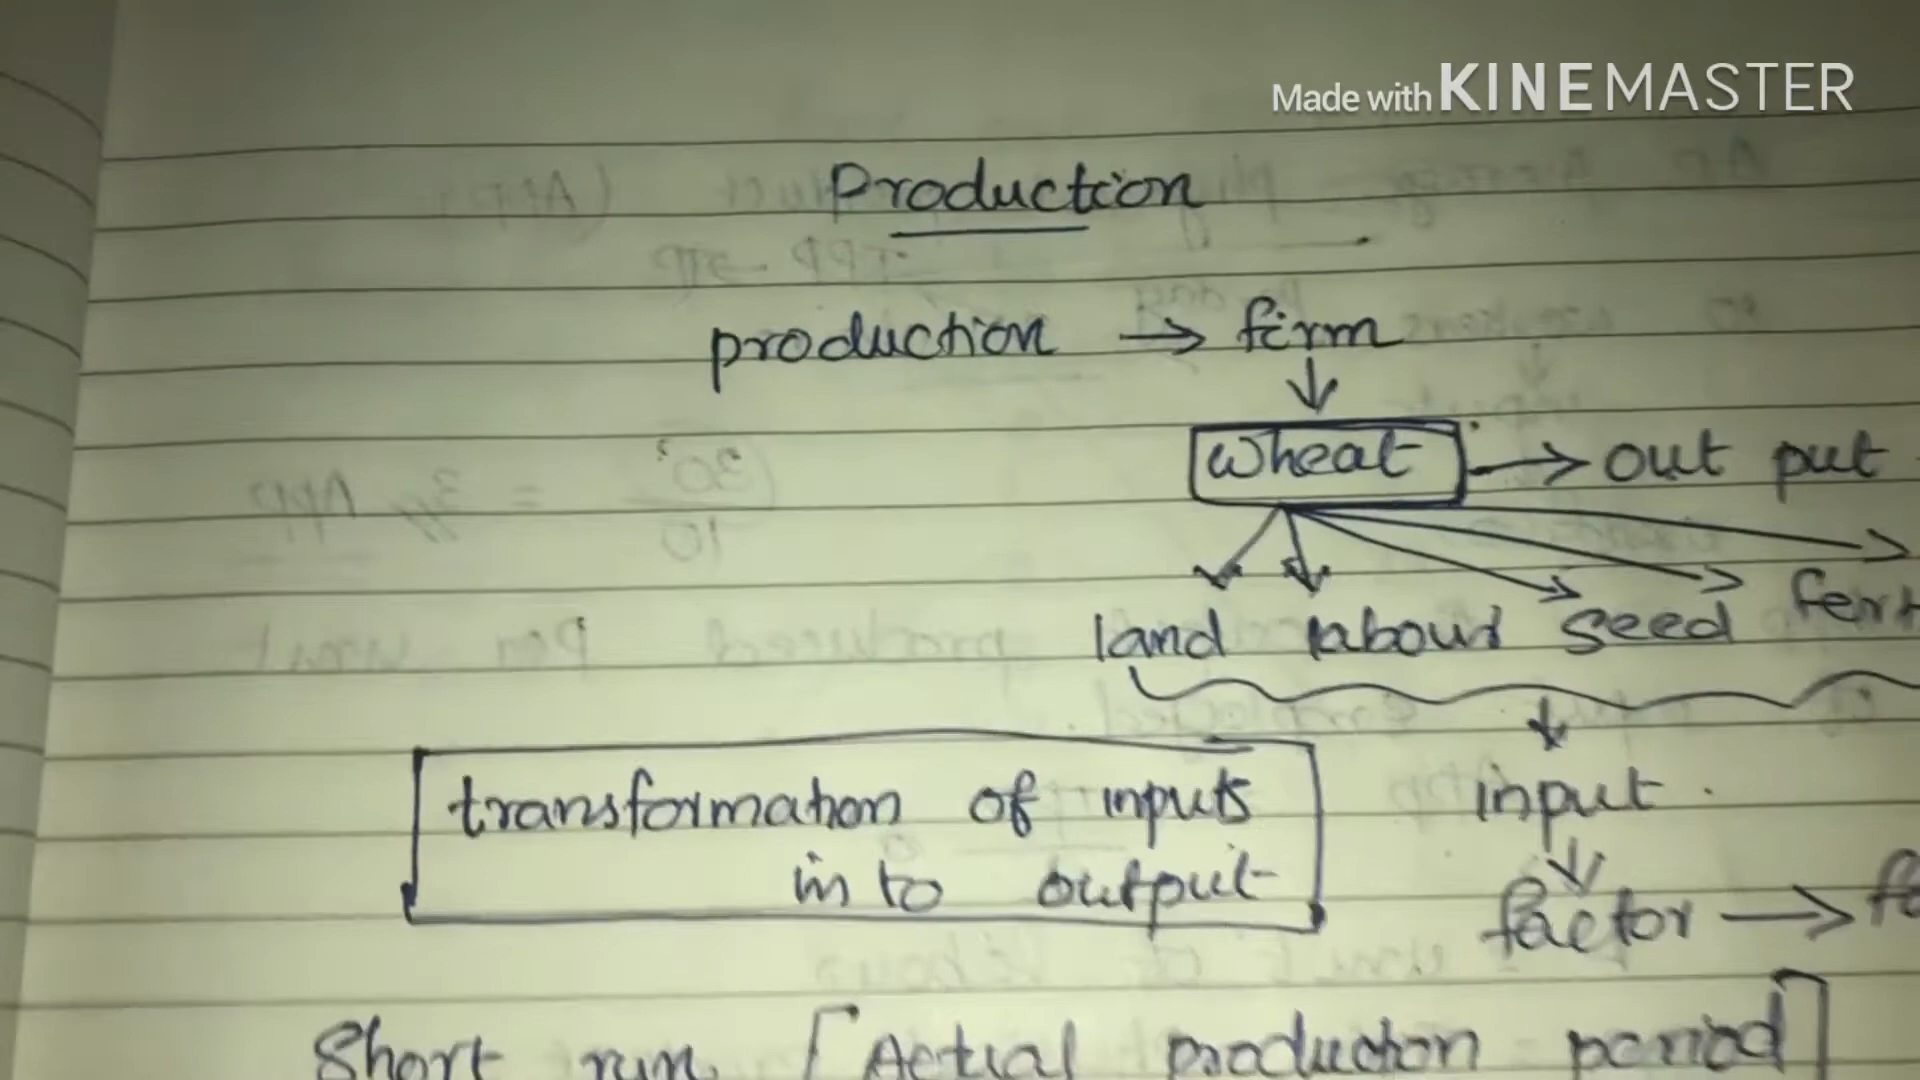 Made with KINEMASTER
Production
production → firm
wheat → out put
land labour seed fert
input
transformation of inputs
in to output
factor →
Short run [Actual production period]